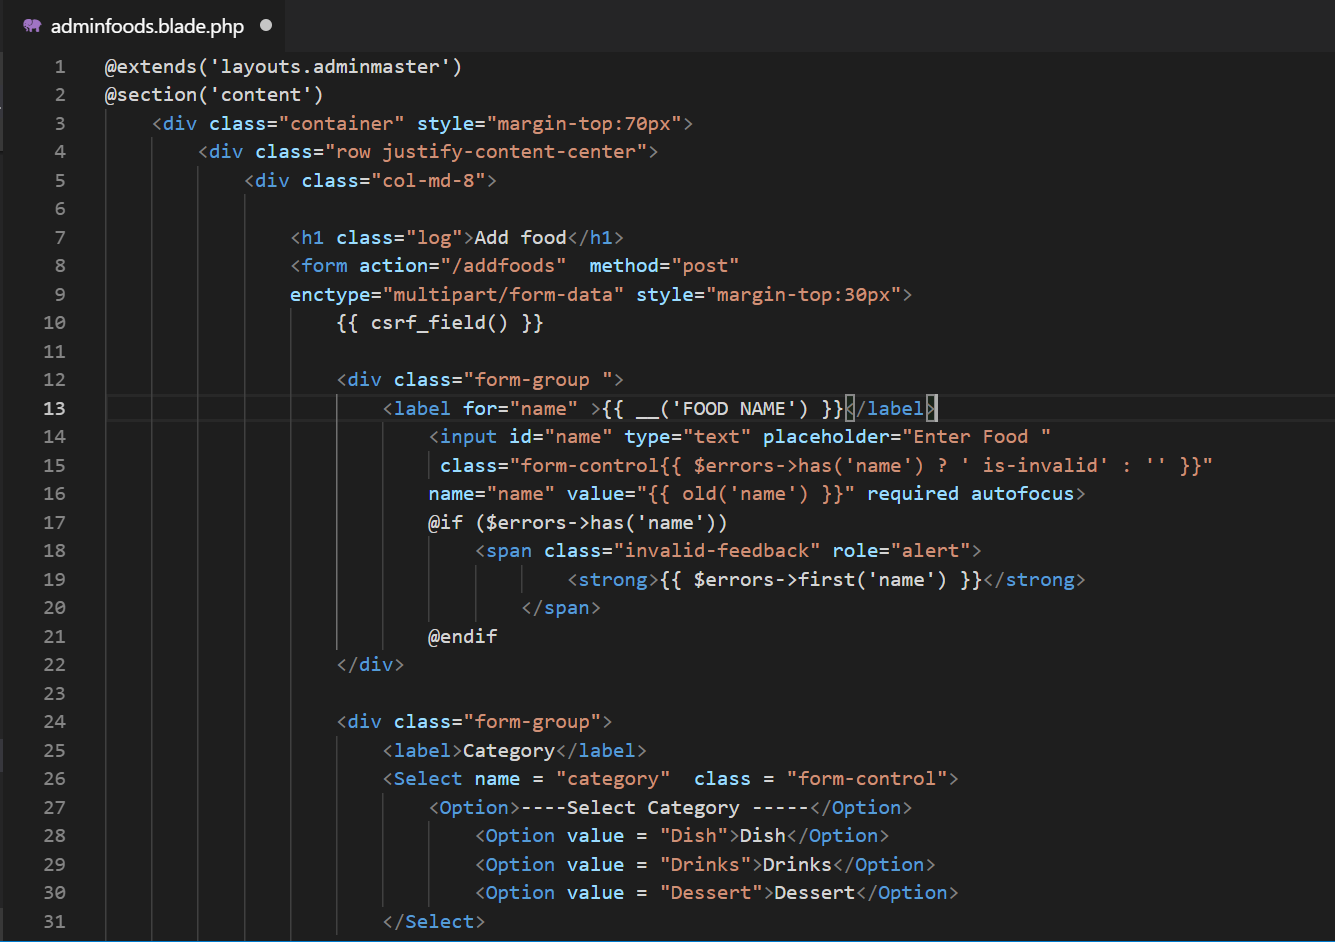 adminfoods.blade.php
1 @extends('layouts.adminmaster')
2 @section('content')
3 <div class="container" style="margin-top:70px">
4 <div class="row justify-content-center">
5 <div class="col-md-8">
6
7 <h1 class="log">Add food</h1>
8 <form action="/addfoods"  method="post"
9 enctype="multipart/form-data" style="margin-top:30px">
10 {{ csrf_field() }}
11
12 <div class="form-group ">
13 <label for="name" >{{ __('FOOD NAME') }}</label>
14 <input id="name" type="text" placeholder="Enter Food "
15 class="form-control{{ $errors->has('name') ? ' is-invalid' : '' }}"
16 name="name" value="{{ old('name') }}" required autofocus>
17 @if ($errors->has('name'))
18 <span class="invalid-feedback" role="alert">
19 <strong>{{ $errors->first('name') }}</strong>
20 </span>
21 @endif
22 </div>
23
24 <div class="form-group">
25 <label>Category</label>
26 <Select name = "category"  class = "form-control">
27 <Option>----Select Category -----</Option>
28 <Option value = "Dish">Dish</Option>
29 <Option value = "Drinks">Drinks</Option>
30 <Option value = "Dessert">Dessert</Option>
31 </Select>